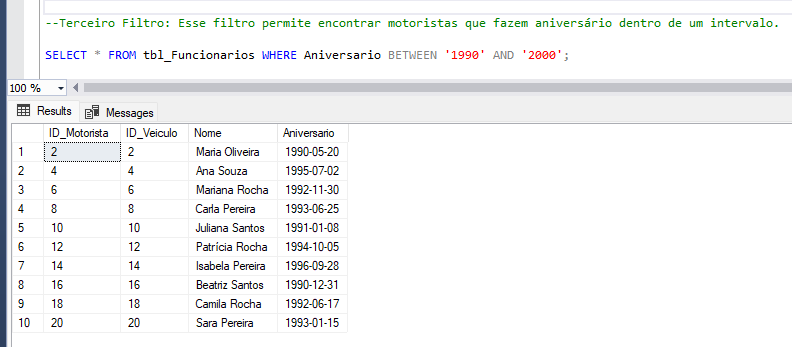 --Terceiro Filtro: Esse filtro permite encontrar motoristas que fazem aniversário dentro de um intervalo.
SELECT * FROM tbl_Funcionarios WHERE Aniversario BETWEEN '1990' AND '2000';
100 %
Results Messages
ID_Motorista ID_Veiculo Nome Aniversario
1 2 2 Maria Oliveira 1990-05-20
2 4 4 Ana Souza 1995-07-02
3 6 6 Mariana Rocha 1992-11-30
4 8 8 Carla Pereira 1993-06-25
5 10 10 Juliana Santos 1991-01-08
6 12 12 Patrícia Rocha 1994-10-05
7 14 14 Isabela Pereira 1996-09-28
8 16 16 Beatriz Santos 1990-12-31
9 18 18 Camila Rocha 1992-06-17
10 20 20 Sara Pereira 1993-01-15